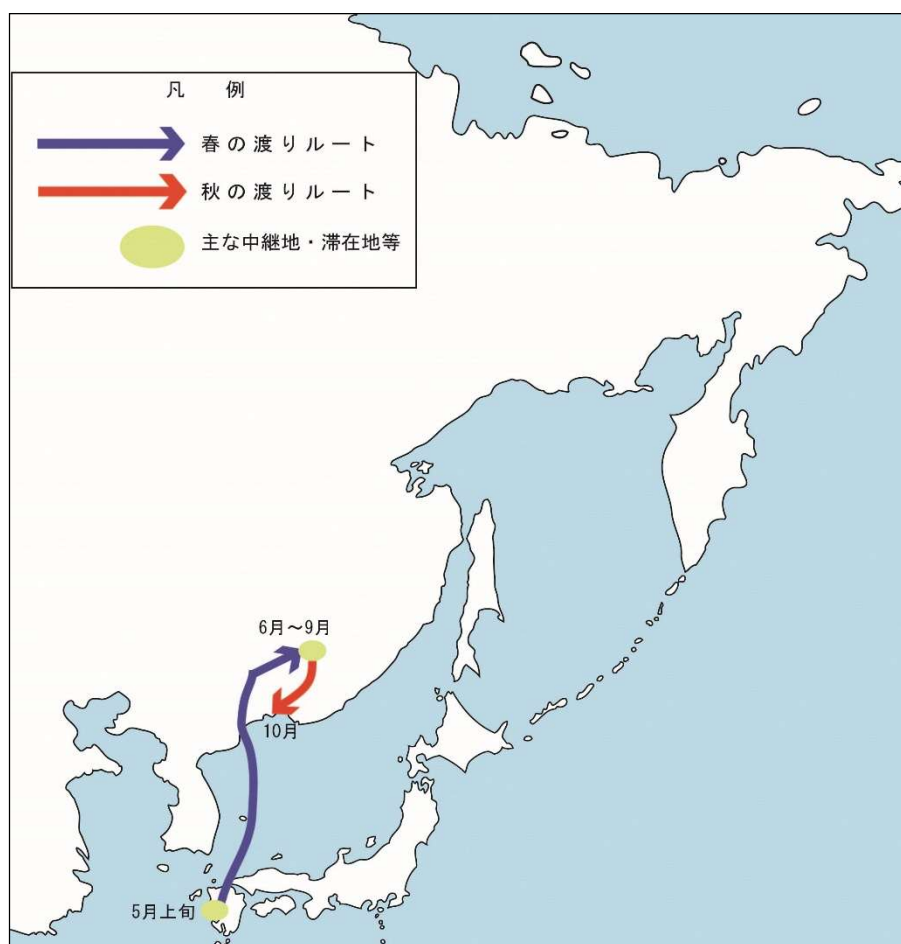 凡 例
春の渡りルート
秋の渡りルート
主な中継地・滞在地等
6月～9月
10月
5月上旬